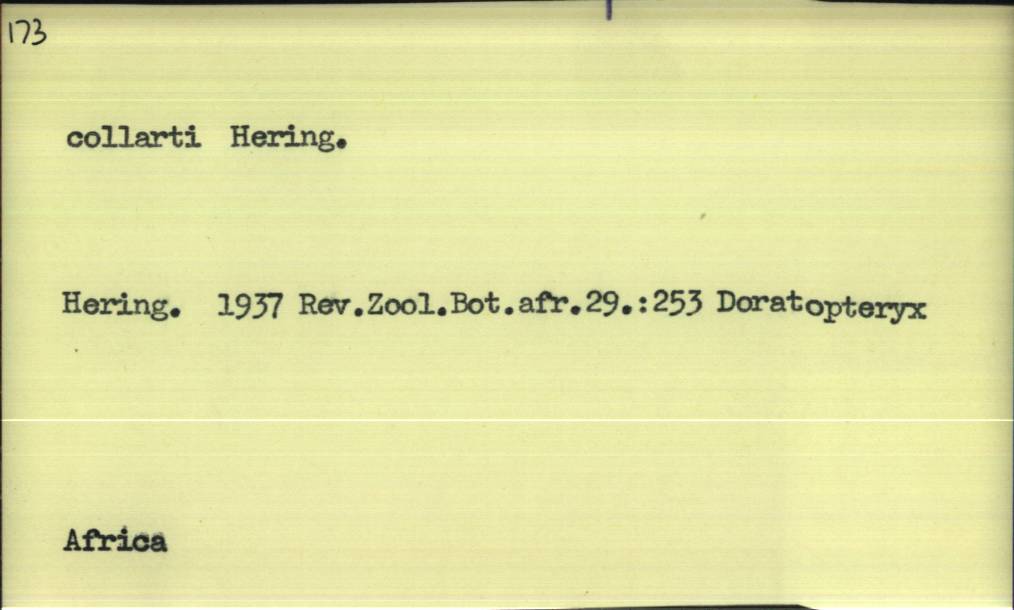 173
collarti Hering.
Hering. 1937 Rev.Zool.Bot.afr.29.:253 Doratopteryx
Africa